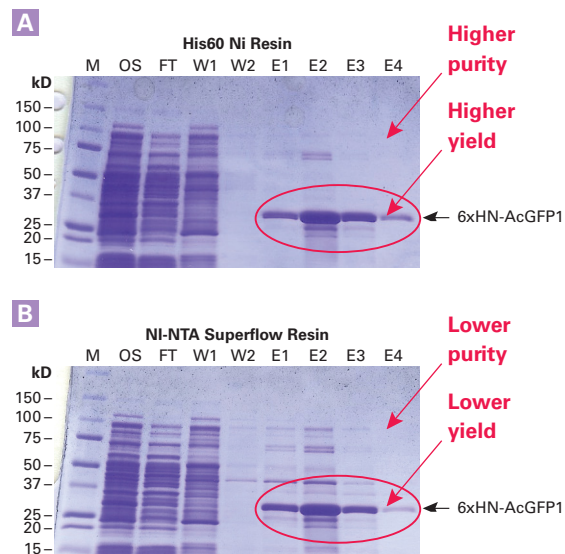 A
His60 Ni Resin
kD M OS FT W1 W2 E1 E2 E3 E4
150
100
75
50
37
25
20
15
Higher
purity
Higher
yield
6xHN-AcGFP1
B
NI-NTA Superflow Resin
M OS FT W1 W2 E1 E2 E3 E4
kD
150
100
75
50
37
25
20
15
Lower
purity
Lower
yield
6xHN-AcGFP1